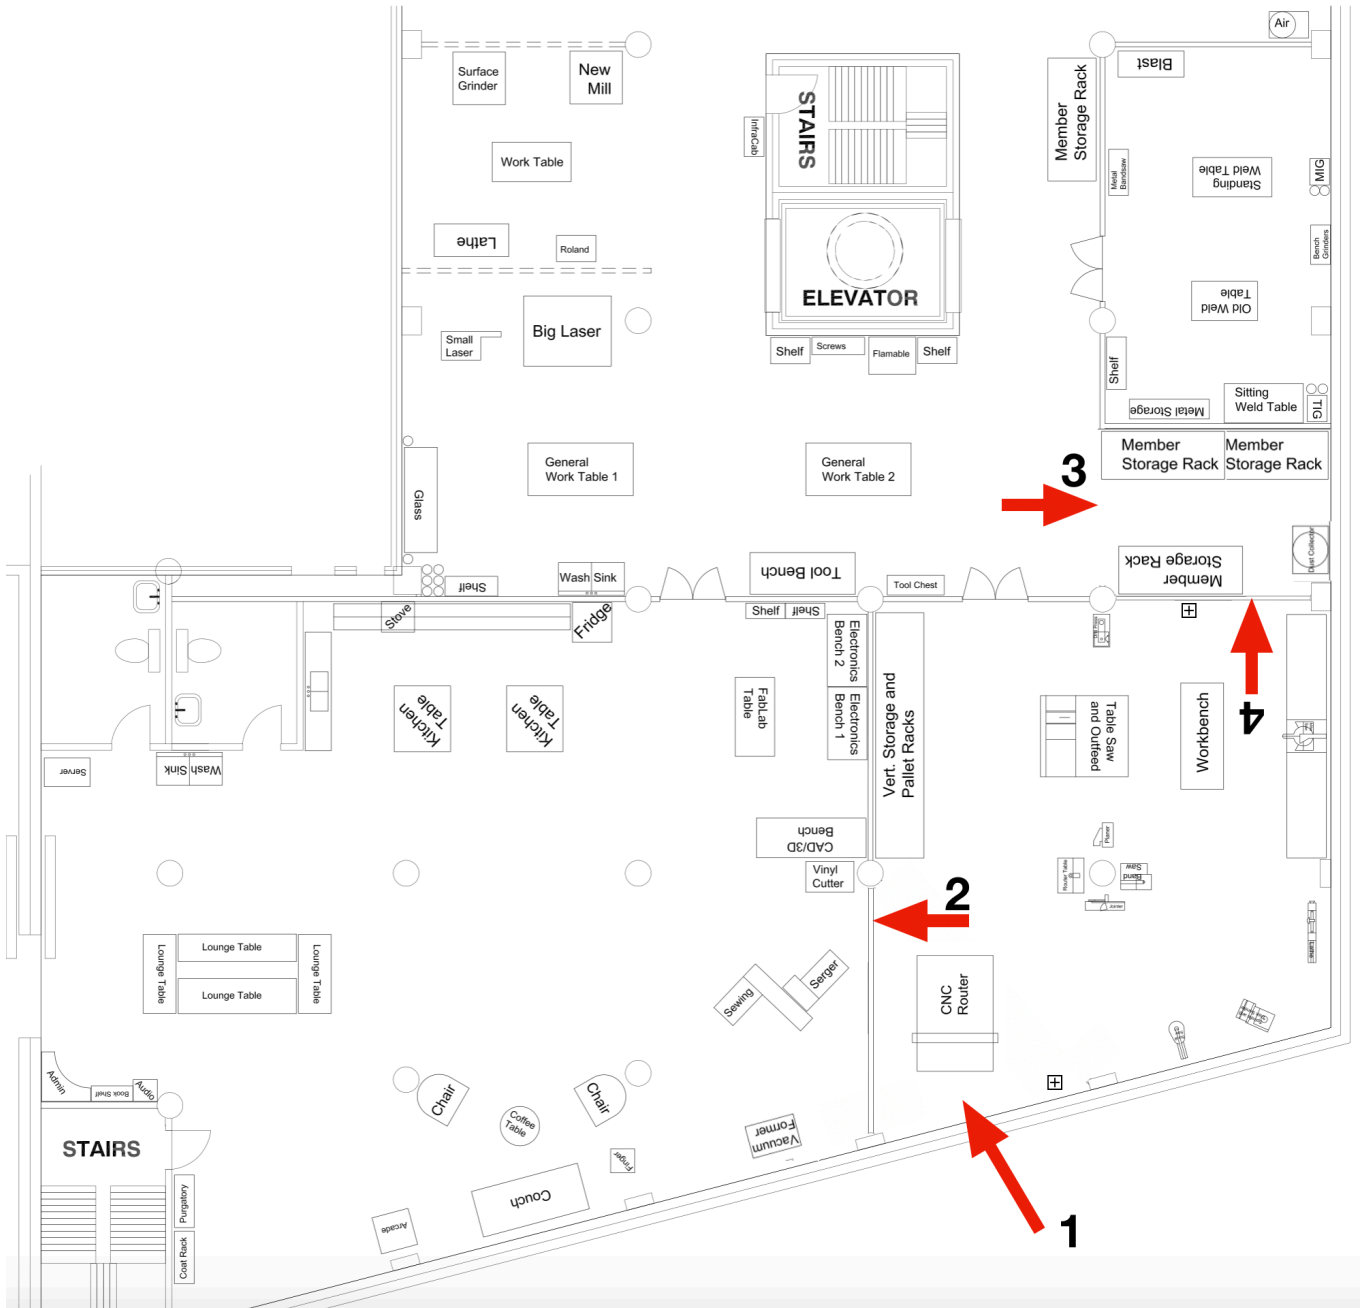 Air
Surface
Grinder
New
Mill
STAIRS
InfraCab
Member
Storage Rack
Blast
Work Table
Metal
Bandsaw
Standing
Weld Table
MIG
Lathe
Roland
Bench
Grinders
ELEVATOR
Old Weld
Table
Small
Laser
Big Laser
Shelf
Screws
Flamable
Shelf
Shelf
Metal Storage
Sitting
Weld Table
TIG
Glass
General
Work Table 1
General
Work Table 2
3
Member
Storage Rack
Member
Storage Rack
Dust Collector
Shelf
Wash
Sink
Tool Bench
Tool Chest
Member
Storage Rack
Stove
Fridge
Shelf
Shelf
Electronics
Bench 2
Electronics
Bench 1
Vert. Storage and
Pallet Racks
Kitchen
Table
Kitchen
Table
FabLab
Table
Table Saw
and Outfeed
Workbench
4
Server
Wash
Sink
CAD/3D
Bench
Vinyl
Cutter
Planer
Router Table
Band
Saw
Jointer
2
Lathe
Lounge Table
Lounge Table
Lounge Table
Lounge Table
Sewing
Serger
CNC
Router
Admin
Book Shelf
Audio
Chair
Chair
Coffee
Table
Vacuum
Former
Finger
STAIRS
Couch
Purgatory
Coat Rack
Arcade
1